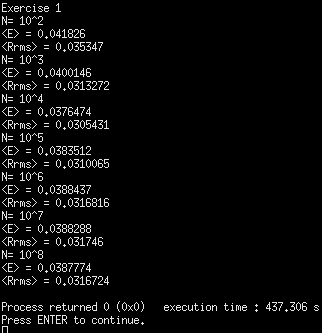 Exercise 1
N= 10^2
<E> = 0.041826
<Rrms> = 0.035347
N= 10^3
<E> = 0.0400146
<Rrms> = 0.0313272
N= 10^4
<E> = 0.0376474
<Rrms> = 0.0305431
N= 10^5
<E> = 0.0383512
<Rrms> = 0.0310065
N= 10^6
<E> = 0.0388437
<Rrms> = 0.0316816
N= 10^7
<E> = 0.0388288
<Rrms> = 0.031746
N= 10^8
<E> = 0.0387774
<Rrms> = 0.0316724
Process returned 0 (0x0)   execution time : 437.306 s
Press ENTER to continue.